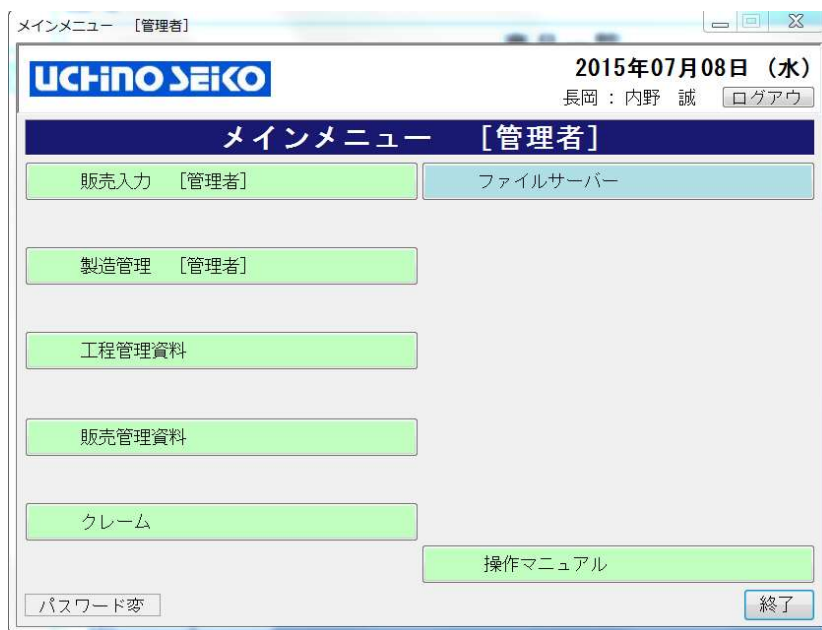 メインメニュー [管理者]
UCHINO SEIKO
2015年07月08日 (水)
長岡 : 内野 誠 ログアウ
メインメニュー [管理者]
販売入力 [管理者]
ファイルサーバー
製造管理 [管理者]
工程管理資料
販売管理資料
クレーム
操作マニュアル
パスワード変
終了